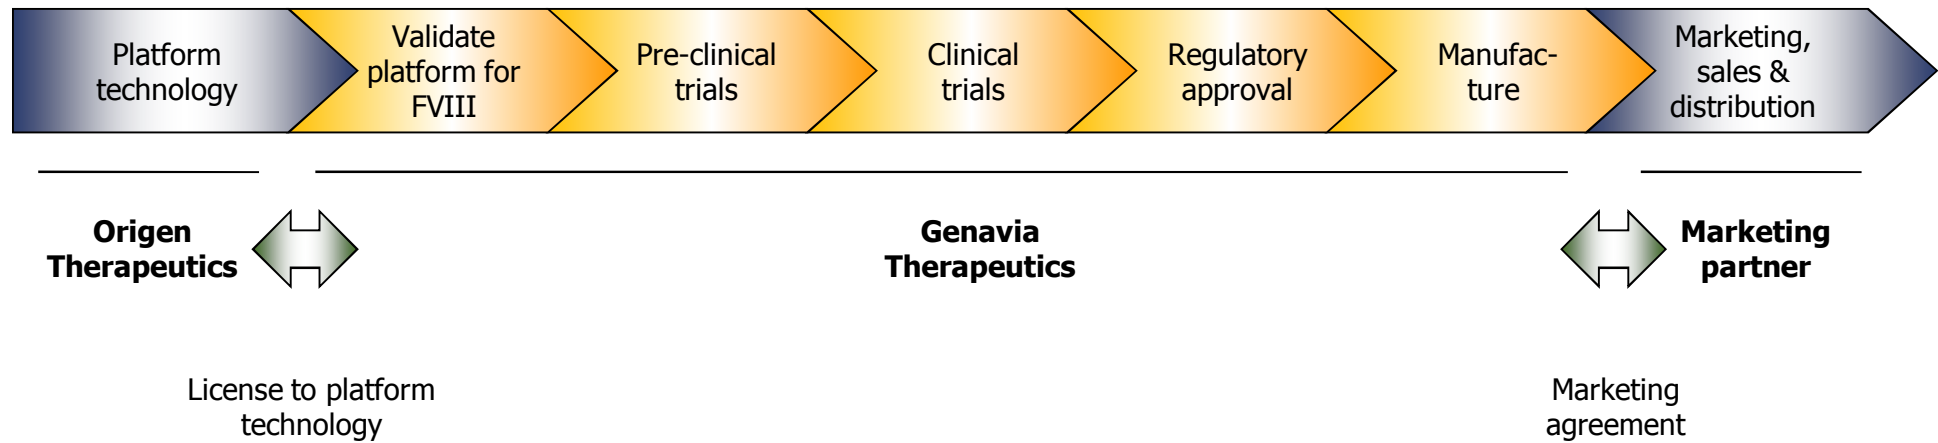 Platform
technology
Validate
platform for
FVIII
Pre-clinical
trials
Clinical
trials
Regulatory
approval
Manufac-
ture
Marketing,
sales &
distribution
Origen
Therapeutics
Genavia
Therapeutics
Marketing
partner
License to platform
technology
Marketing
agreement